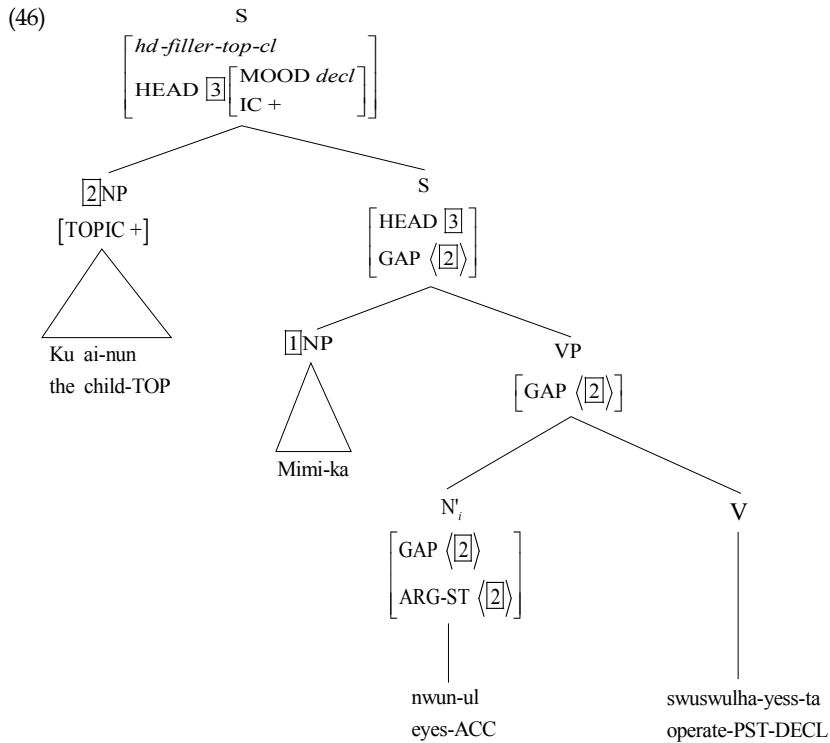 (46)
S
hd-filler-top-cl
HEAD 3 MOOD decl
IC +
2 NP
[TOPIC +]
S
HEAD 3
GAP ⟨2⟩
Ku ai-nun
the child-TOP
1 NP
VP
[GAP ⟨2⟩]
Mimi-ka
N'i
V
GAP ⟨2⟩
ARG-ST ⟨2⟩
nwun-ul swuswulha-yess-ta
eyes-ACC operate-PST-DECL